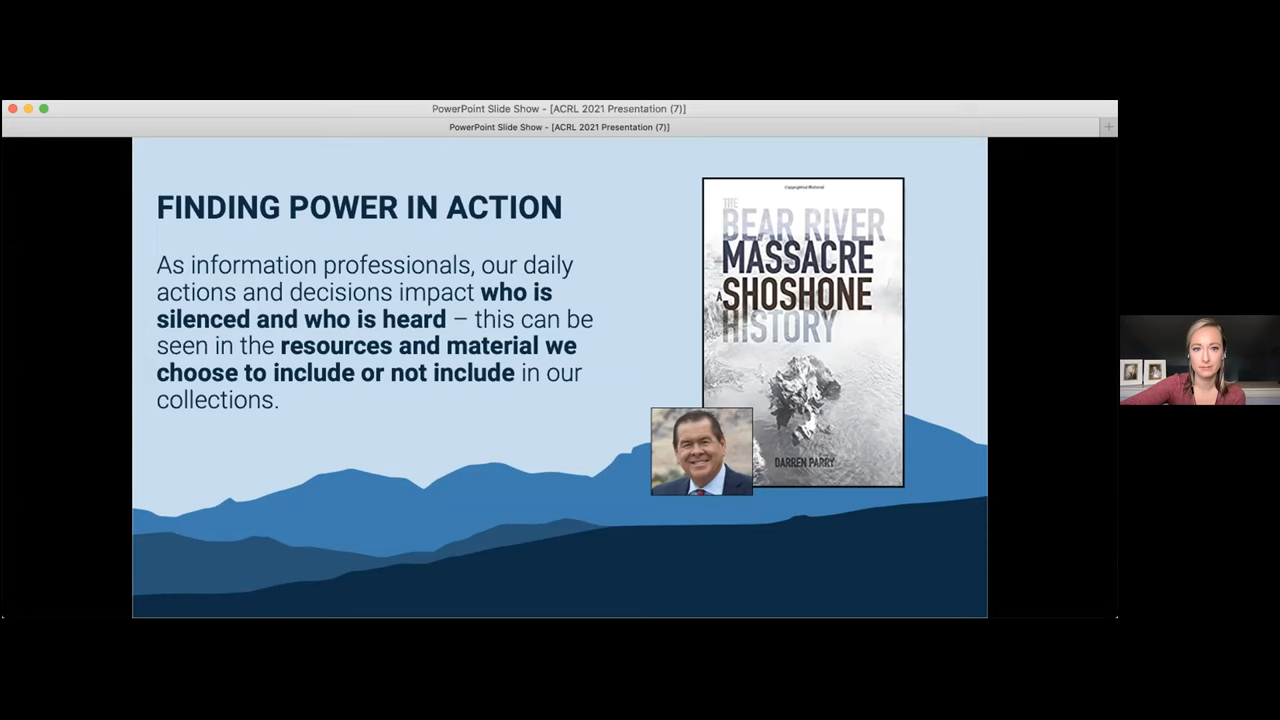 PowerPoint Slide Show - [ACRL 2021 Presentation (7)]
PowerPoint Slide Show - [ACRL 2021 Presentation (7)]
FINDING POWER IN ACTION
As information professionals, our daily
actions and decisions impact who is
silenced and who is heard – this can be
seen in the resources and material we
choose to include or not include in our
collections.
Copyrighted Material
THE
BEAR RIVER
MASSACRE
A SHOSHONE
HISTORY
DARREN PARRY